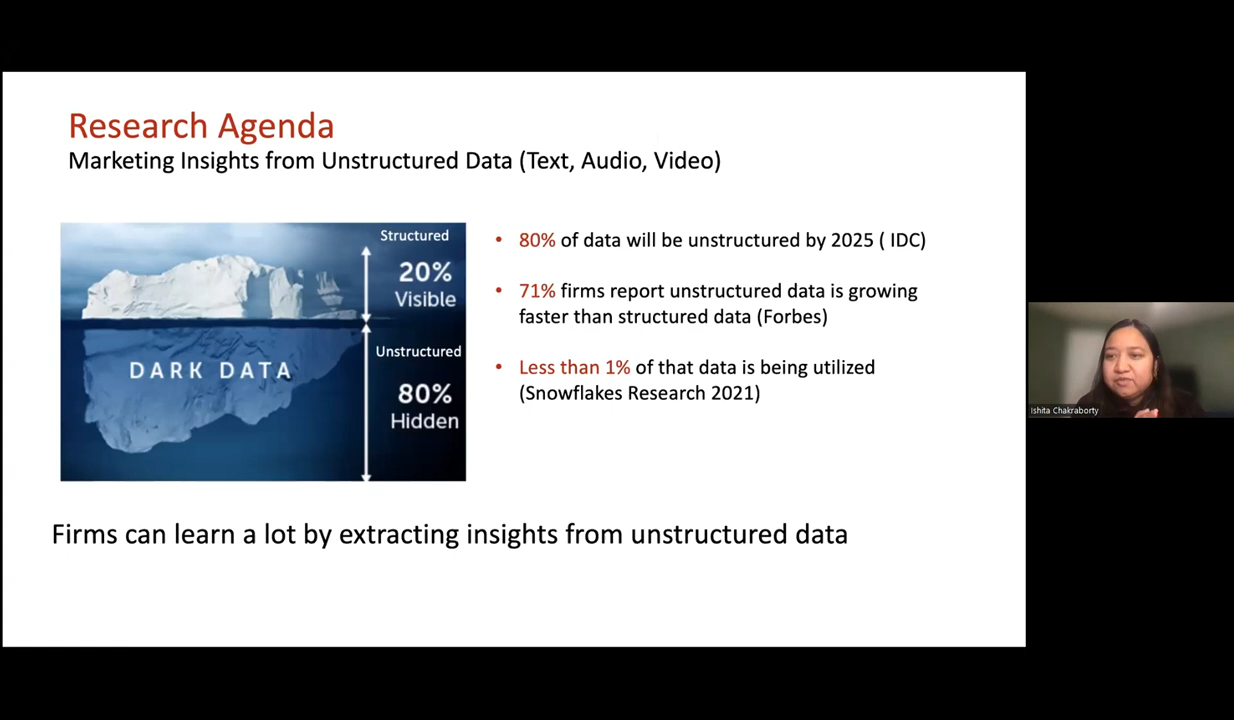 Research Agenda
Marketing Insights from Unstructured Data (Text, Audio, Video)
Structured
20%
Visible
DARK DATA
Unstructured
80%
Hidden
• 80% of data will be unstructured by 2025 ( IDC)
• 71% firms report unstructured data is growing
faster than structured data (Forbes)
• Less than 1% of that data is being utilized
(Snowflakes Research 2021)
Firms can learn a lot by extracting insights from unstructured data
Ishita Chakraborty